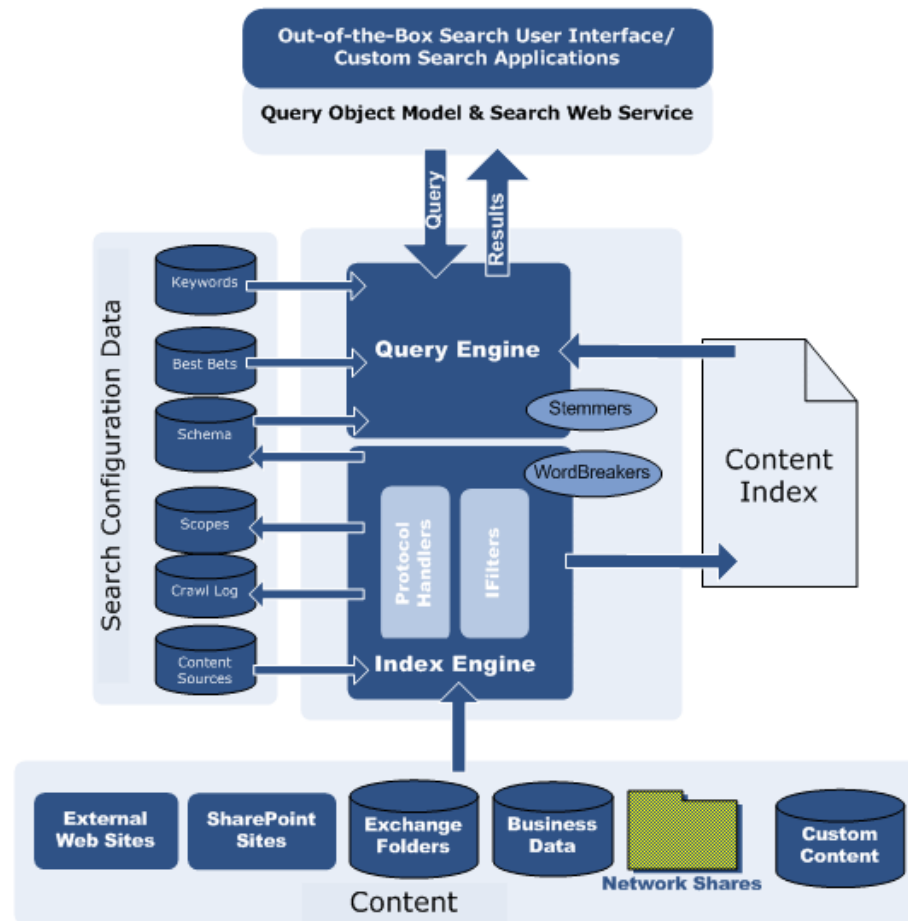 Out-of-the-Box Search User Interface/
Custom Search Applications
Query Object Model & Search Web Service
Query
Results
Search Configuration Data
Keywords
Best Bets
Schema
Scopes
Crawl Log
Content
Sources
Query Engine
Stemmers
WordBreakers
Protocol
Handlers
IFilters
Index Engine
Content
Index
External
Web Sites
SharePoint
Sites
Exchange
Folders
Business
Data
Network Shares
Custom
Content
Content